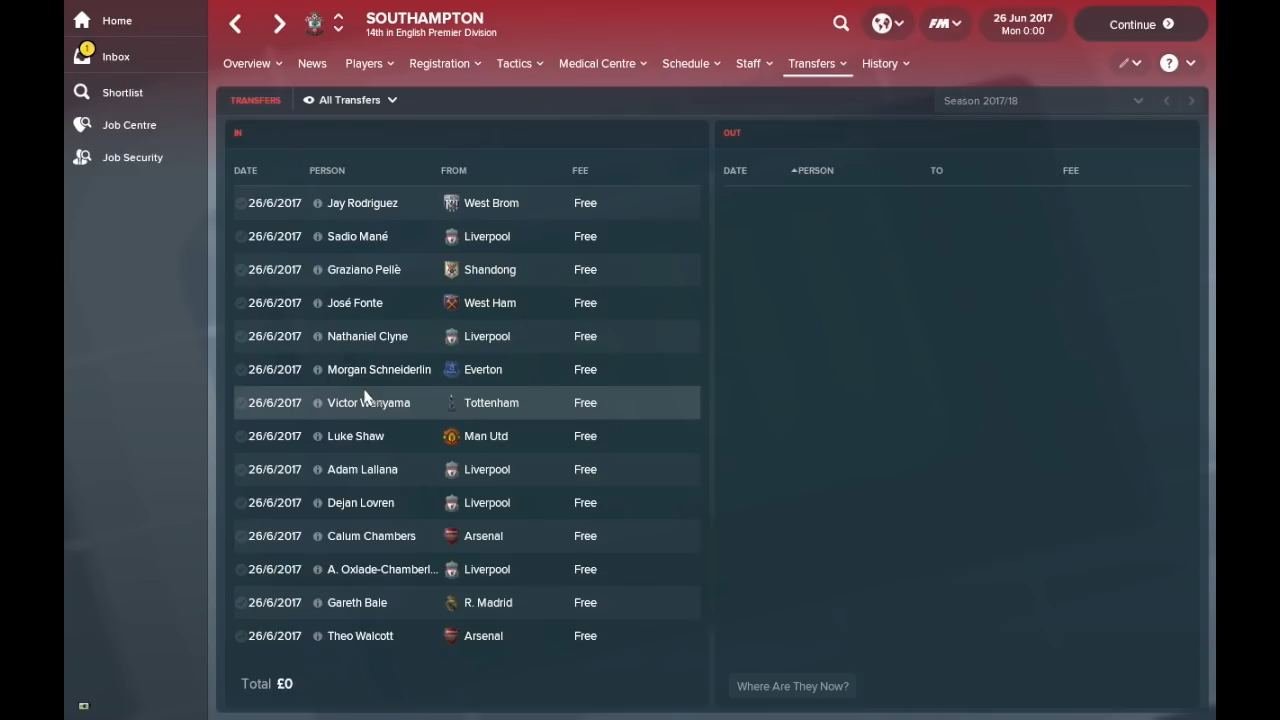 Home
1
Inbox
Shortlist
Job Centre
Job Security
SOUTHAMPTON
14th in English Premier Division
FM
26 Jun 2017
Mon 0:00
Continue
Overview News Players Registration Tactics Medical Centre Schedule Staff Transfers History
?
TRANSFERS All Transfers
Season 2017/18
IN
DATE PERSON FROM FEE
26/6/2017 Jay Rodriguez West Brom Free
26/6/2017 Sadio Mané Liverpool Free
26/6/2017 Graziano Pellè Shandong Free
26/6/2017 José Fonte West Ham Free
26/6/2017 Nathaniel Clyne Liverpool Free
26/6/2017 Morgan Schneiderlin Everton Free
26/6/2017 Victor Wanyama Tottenham Free
26/6/2017 Luke Shaw Man Utd Free
26/6/2017 Adam Lallana Liverpool Free
26/6/2017 Dejan Lovren Liverpool Free
26/6/2017 Calum Chambers Arsenal Free
26/6/2017 A. Oxlade-Chamberl... Liverpool Free
26/6/2017 Gareth Bale R. Madrid Free
26/6/2017 Theo Walcott Arsenal Free
Total £0
OUT
DATE PERSON TO FEE
Where Are They Now?